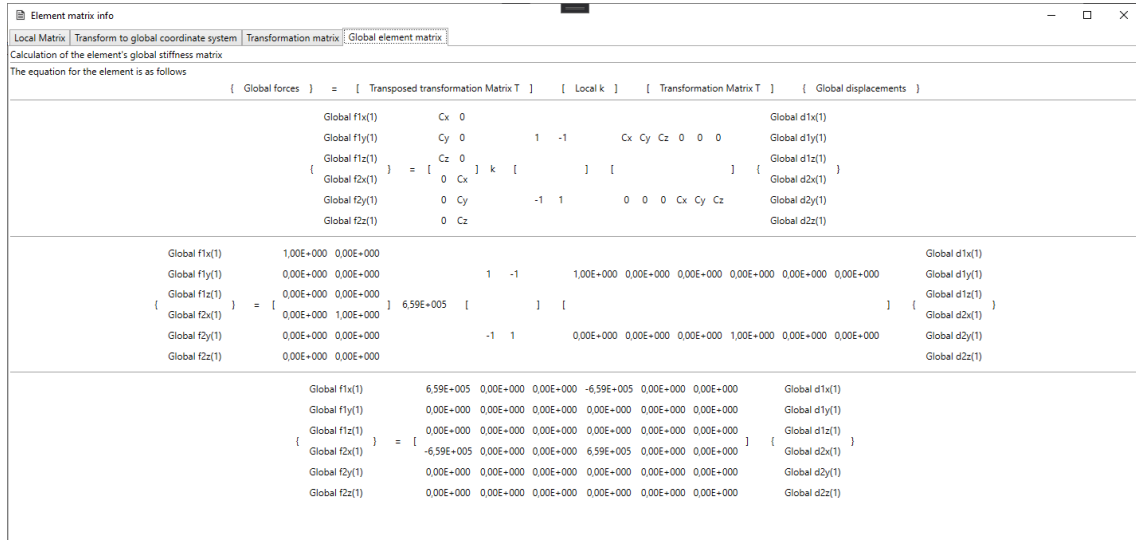 Element matrix info
Local Matrix Transform to global coordinate system Transformation matrix Global element matrix
Calculation of the element's global stiffness matrix
The equation for the element is as follows
{ Global forces } = [ Transposed transformation Matrix T ] [ Local k ] [ Transformation Matrix T ] { Global displacements }
Global f1x(1) Cx 0 Global d1x(1)
Global f1y(1) Cy 0 1 -1 Cx Cy Cz 0 0 0 Global d1y(1)
Global f1z(1) Cz 0 Global d1z(1)
{ } = [ ] k [ ] [ ] { }
Global f2x(1) 0 Cx Global d2x(1)
Global f2y(1) 0 Cy -1 1 0 0 0 Cx Cy Cz Global d2y(1)
Global f2z(1) 0 Cz Global d2z(1)
Global f1x(1) 1,00E+000 0,00E+000 Global d1x(1)
Global f1y(1) 0,00E+000 0,00E+000 1 -1 1,00E+000 0,00E+000 0,00E+000 0,00E+000 0,00E+000 0,00E+000 Global d1y(1)
Global f1z(1) 0,00E+000 0,00E+000 Global d1z(1)
{ } = [ ] 6,59E+005 [ ] [ ] { }
Global f2x(1) 0,00E+000 1,00E+000 Global d2x(1)
Global f2y(1) 0,00E+000 0,00E+000 -1 1 0,00E+000 0,00E+000 0,00E+000 1,00E+000 0,00E+000 0,00E+000 Global d2y(1)
Global f2z(1) 0,00E+000 0,00E+000 Global d2z(1)
Global f1x(1) 6,59E+005 0,00E+000 0,00E+000 -6,59E+005 0,00E+000 0,00E+000 Global d1x(1)
Global f1y(1) 0,00E+000 0,00E+000 0,00E+000 0,00E+000 0,00E+000 0,00E+000 Global d1y(1)
Global f1z(1) 0,00E+000 0,00E+000 0,00E+000 0,00E+000 0,00E+000 0,00E+000 Global d1z(1)
{ } = [ ] { }
Global f2x(1) -6,59E+005 0,00E+000 0,00E+000 6,59E+005 0,00E+000 0,00E+000 Global d2x(1)
Global f2y(1) 0,00E+000 0,00E+000 0,00E+000 0,00E+000 0,00E+000 0,00E+000 Global d2y(1)
Global f2z(1) 0,00E+000 0,00E+000 0,00E+000 0,00E+000 0,00E+000 0,00E+000 Global d2z(1)